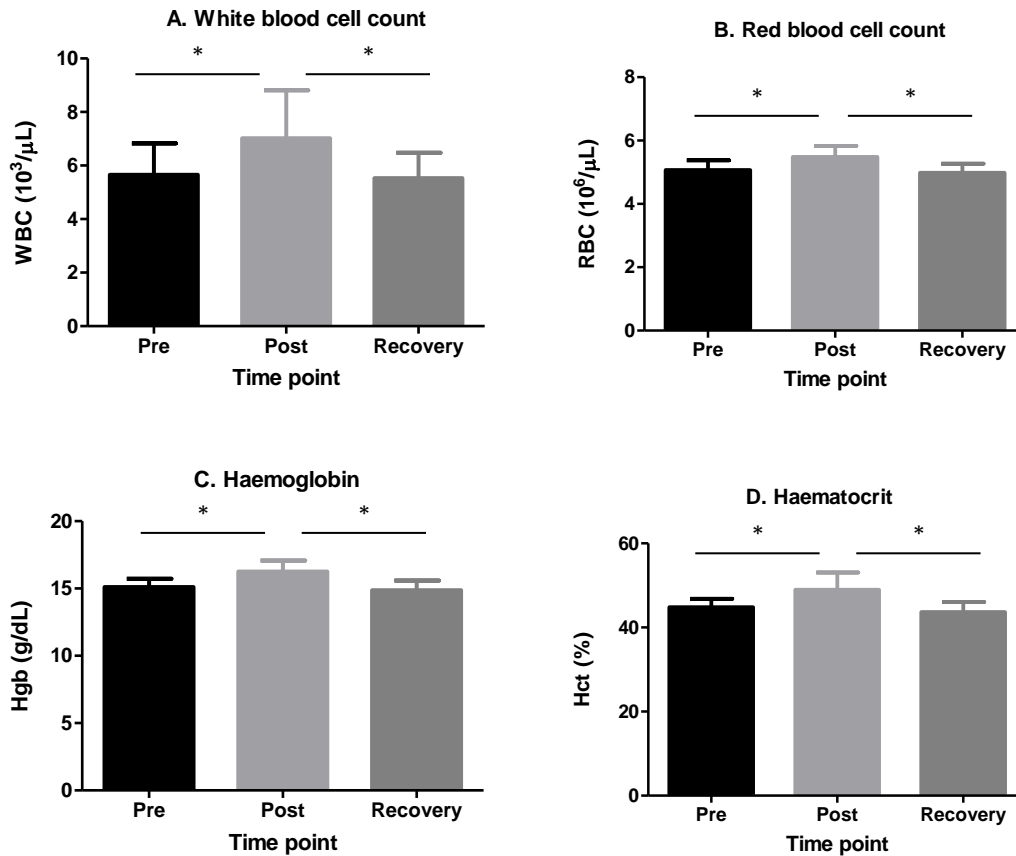 A. White blood cell count
* *
10
8
6
4
2
0
WBC (10³/μL)
Pre Post Recovery
Time point
B. Red blood cell count
* *
8
6
4
2
0
RBC (10⁶/μL)
Pre Post Recovery
Time point
C. Haemoglobin
* *
20
15
10
5
0
Hgb (g/dL)
Pre Post Recovery
Time point
D. Haematocrit
* *
60
40
20
0
Hct (%)
Pre Post Recovery
Time point